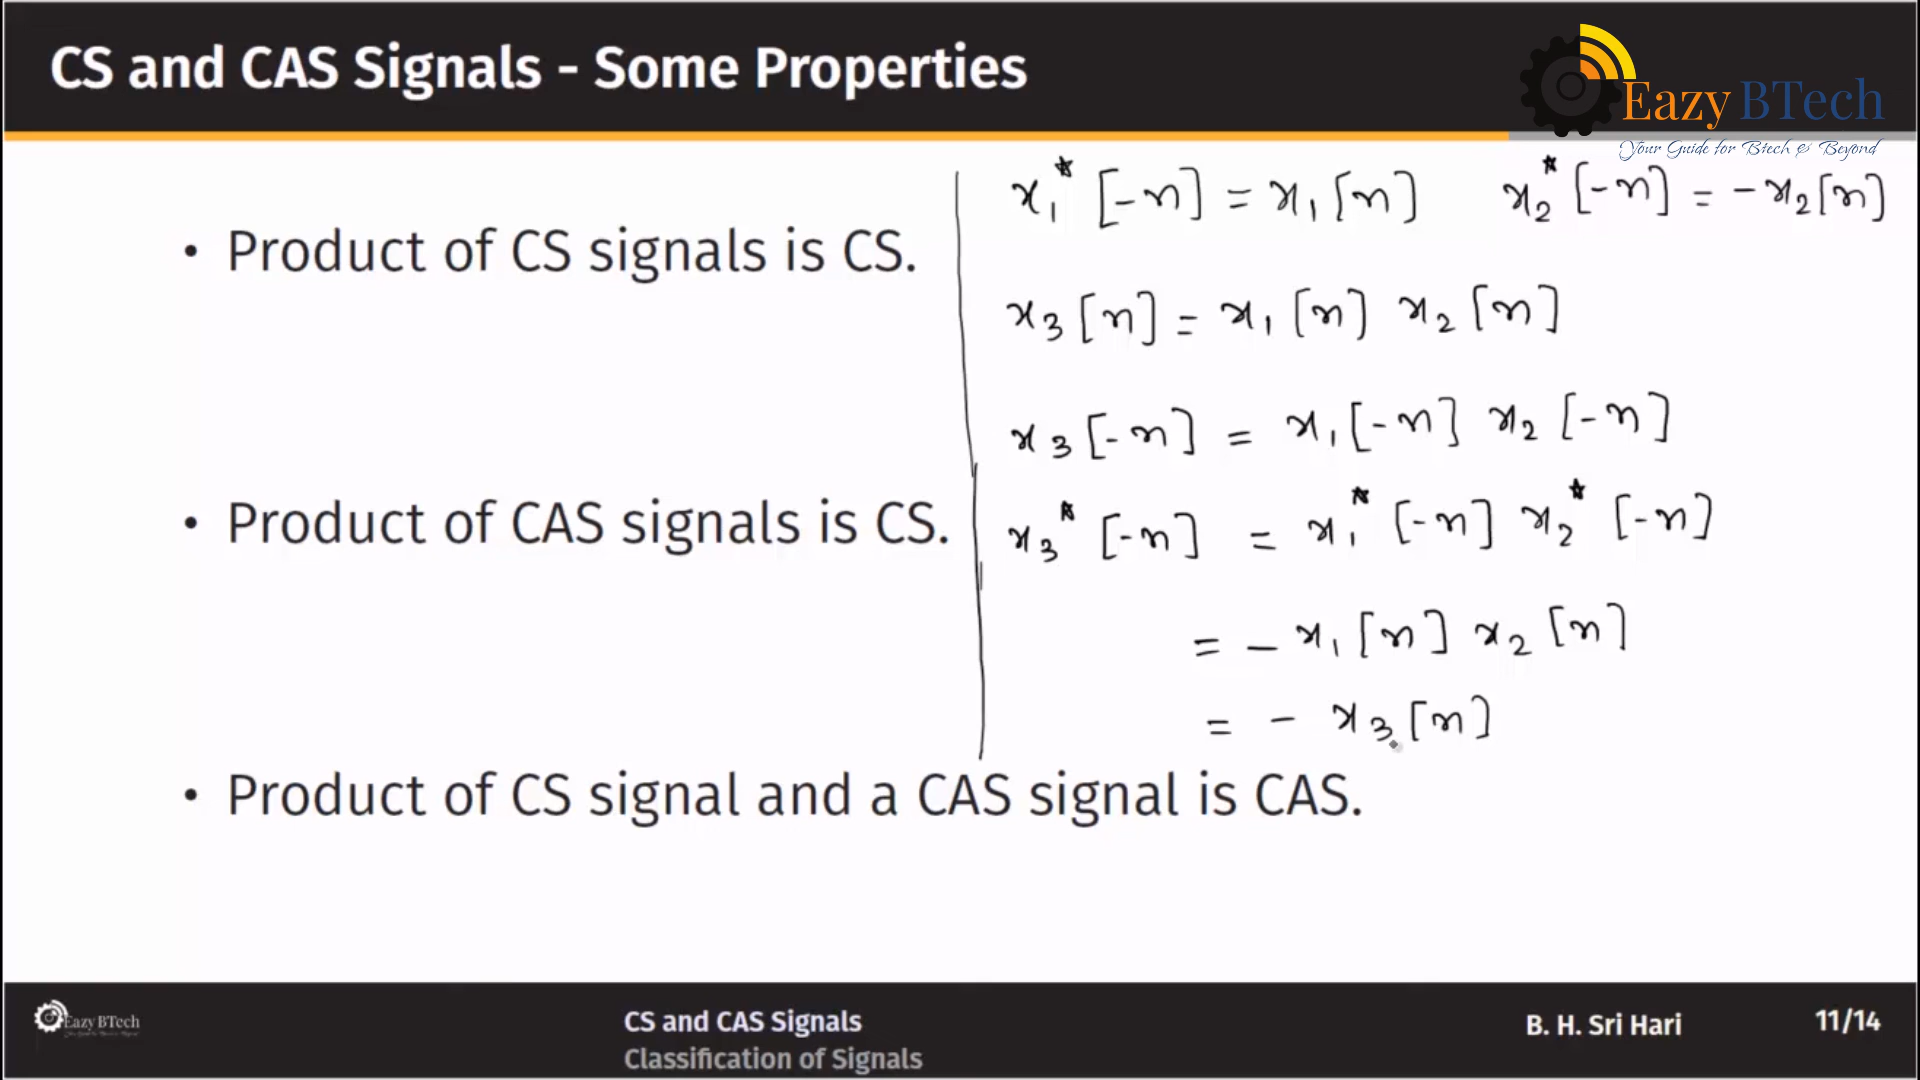 CS and CAS Signals - Some Properties
Eazy BTech
Your Guide for Btech & Beyond
x₁* [-n] = x₁[n]    x₂* [-n] = -x₂[n]
• Product of CS signals is CS.
x₃[n] = x₁[n] x₂[n]
x₃[-n] = x₁[-n] x₂[-n]
• Product of CAS signals is CS.
x₃* [-n] = x₁* [-n] x₂* [-n]
= - x₁[n] x₂[n]
= - x₃[n]
• Product of CS signal and a CAS signal is CAS.
Eazy BTech
CS and CAS Signals
Classification of Signals
B. H. Sri Hari
11/14